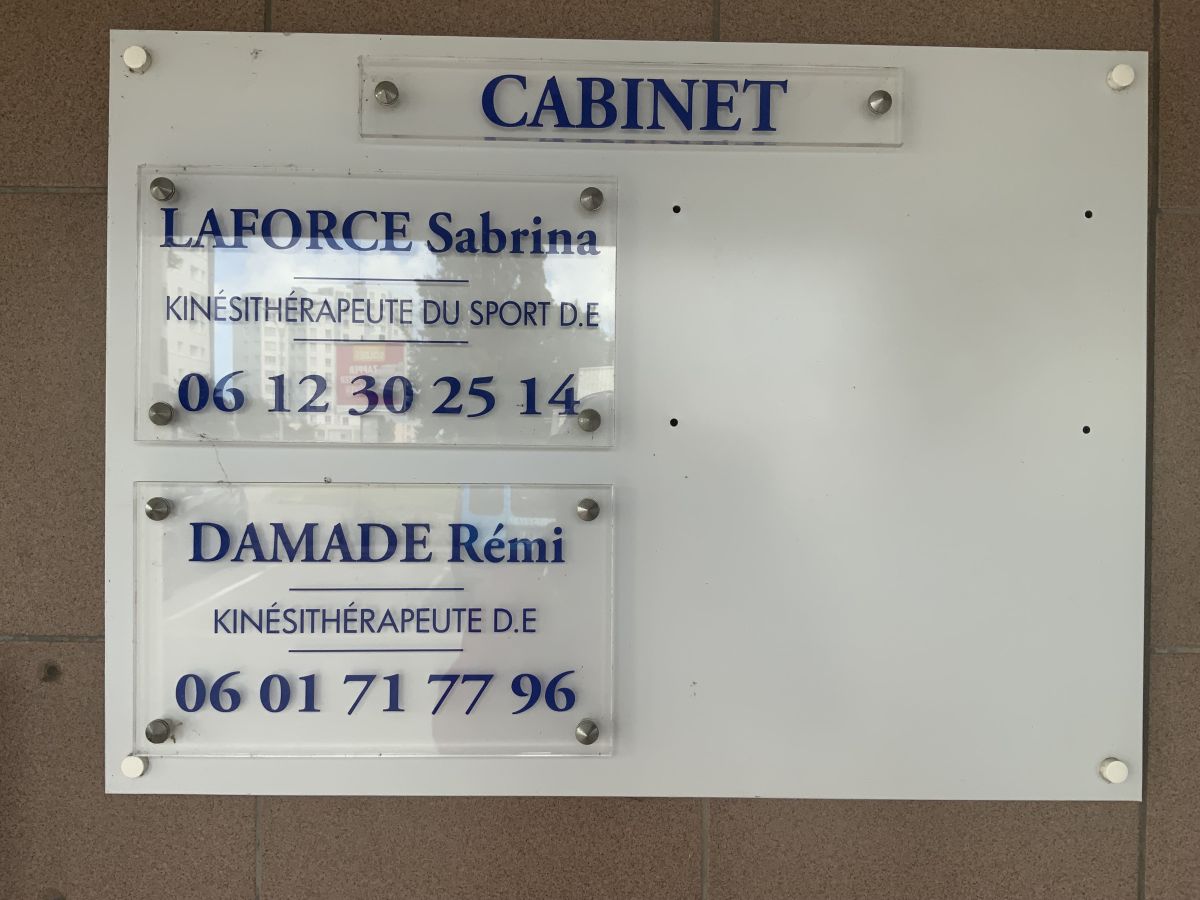 CABINET
LAFORCE Sabrina
KINÉSITHÉRAPEUTE DU SPORT D.E
06 12 30 25 14
DAMADE Rémi
KINÉSITHÉRAPEUTE D.E
06 01 71 77 96